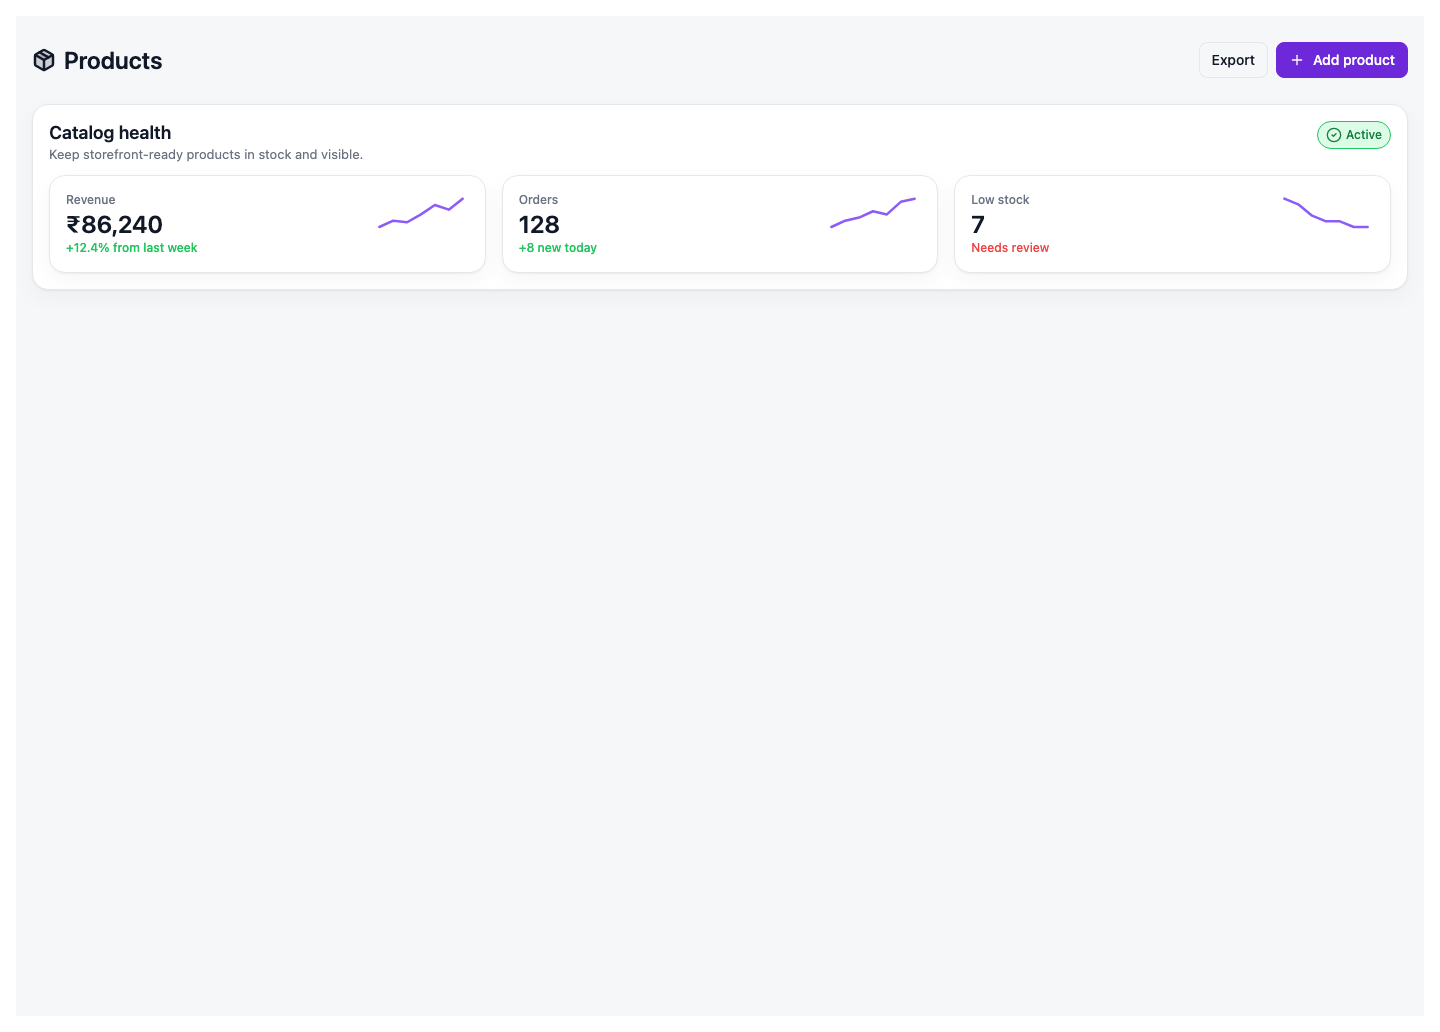 Products
Export
Add product
Catalog health
Keep storefront-ready products in stock and visible.
Active
Revenue
₹86,240
+12.4% from last week
Orders
128
+8 new today
Low stock
7
Needs review